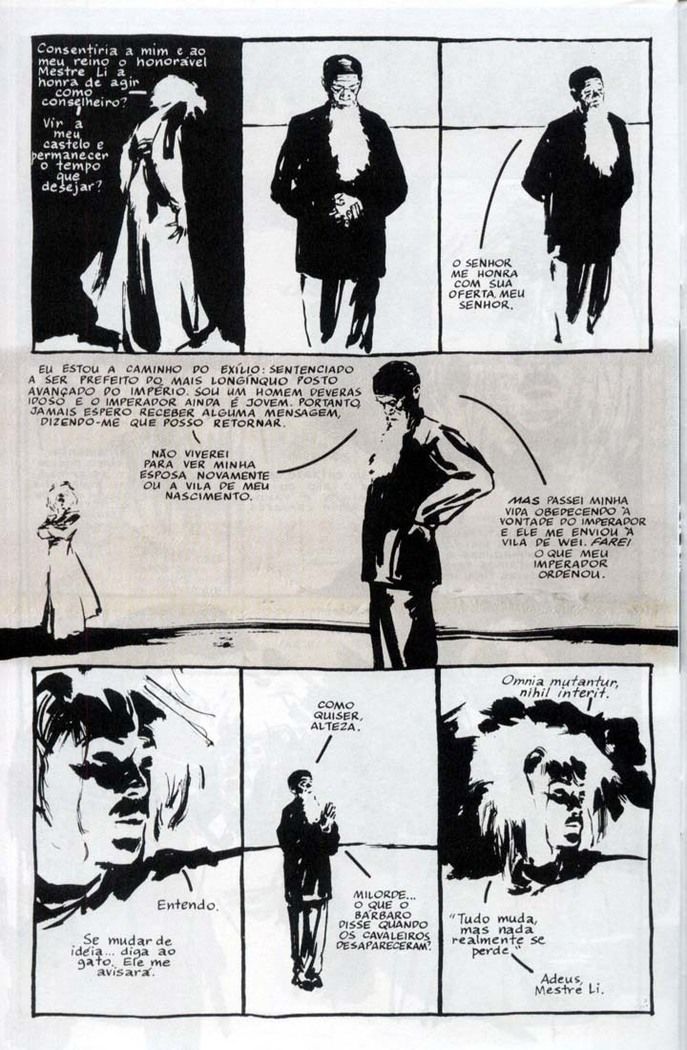 Consentiria a mim e ao
meu reino o honorável
Mestre Li a
honra de agir
como
conselheiro?
Vir a
meu
castelo e
permanecer
o tempo
que
desejar?
O SENHOR
ME HONRA
COM SUA
OFERTA, MEU
SENHOR.
EU ESTOU A CAMINHO DO EXÍLIO: SENTENCIADO
A SER PREFEITO DO MAIS LONGÍNQUO POSTO
AVANÇADO DO IMPÉRIO. SOU UM HOMEM DEVERAS
IDOSO E O IMPERADOR AINDA É JOVEM. PORTANTO,
JAMAIS ESPERO RECEBER ALGUMA MENSAGEM,
DIZENDO-ME QUE POSSO RETORNAR.
NÃO VIVEREI
PARA VER MINHA
ESPOSA NOVAMENTE
OU A VILA DE MEU
NASCIMENTO.
MAS PASSEI MINHA
VIDA OBEDECENDO À
VONTADE DO IMPERADOR
E ELE ME ENVIOU À
VILA DE WEI. FAREI
O QUE MEU
IMPERADOR
ORDENOU.
Entendo.
Se mudar de
idéia... diga ao
gato. Ele me
avisará.
COMO
QUISER,
ALTEZA.
MILORDE...
O QUE O
BÁRBARO
DISSE QUANDO
OS CAVALEIROS
DESAPARECERAM?
Omnia mutantur,
nihil interit.
"Tudo muda,
mas nada
realmente se
perde."
Adeus,
Mestre Li.